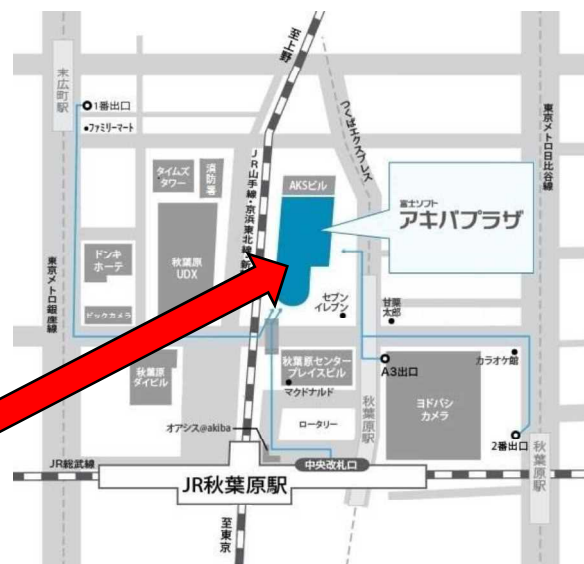 至上野
末広町駅
1番出口
ファミリーマート
つくばエクスプレス
東京メトロ日比谷線
タイムズ
タワー
消防署
JR山手線・京浜東北線・新
AKSビル
富士ソフト
アキバプラザ
東京メトロ銀座線
ドンキ
ホーテ
秋葉原
UDX
セブン
イレブン
甘栗
太郎
ビックカメラ
秋葉原
ダイビル
秋葉原センター
プレイスビル
マクドナルド
A3出口
カラオケ館
ヨドバシ
カメラ
秋葉原駅
ロータリー
オアシス@akiba
2番出口
秋葉原駅
JR総武線
中央改札口
JR秋葉原駅
至東京